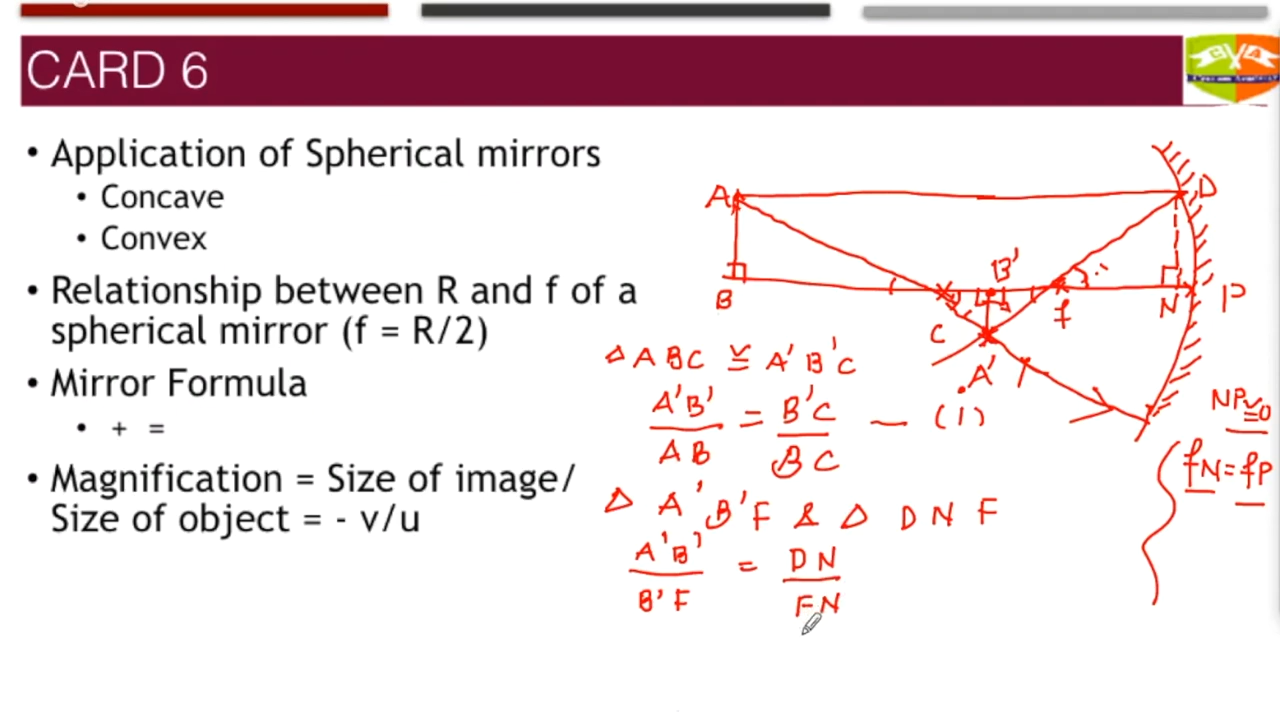 CARD 6
• Application of Spherical mirrors
• Concave
• Convex
• Relationship between R and f of a
spherical mirror (f = R/2)
• Mirror Formula
• + =
• Magnification = Size of image/
Size of object = - v/u
A
D
B'
B
C
f
N
P
A'
Δ ABC ≚ A'B'C
A'B'/AB = B'C/BC — (1)
Δ A'B'F & Δ DNF
A'B'/B'F = DN/FN
NP ≚ 0
fN = fP